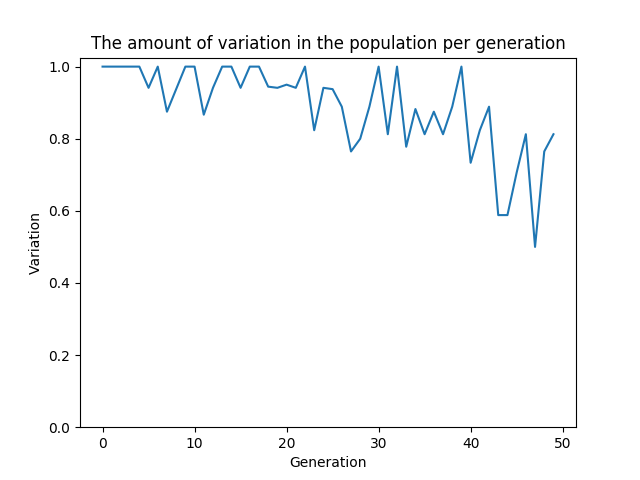 The amount of variation in the population per generation
1.0
0.8
0.6
0.4
0.2
0.0
Variation
0 10 20 30 40 50
Generation